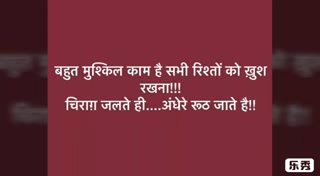 बहुत मुश्किल काम है सभी रिश्तों को ख़ुश
रखना!!!
चिराग़ जलते ही....अंधेरे रूठ जाते है!!
乐秀